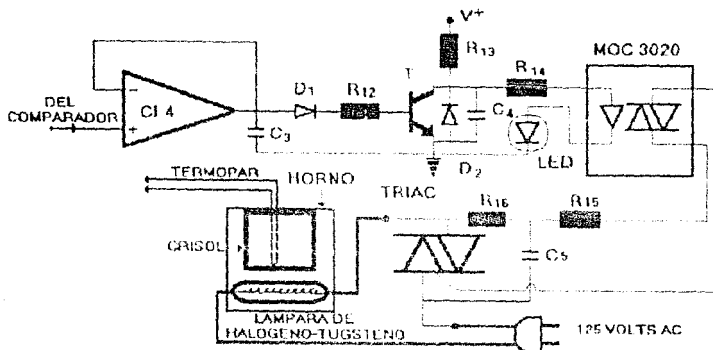 V+
R13
MOC 3020
DEL
COMPARADOR
−
+
CI 4
D1
R12
T
R14
C3
C4
D2
LED
TERMOPAR
HORNO
TRIAC
R16
R15
CRISOL
C5
LAMPARA DE
HALOGENO-TUGSTENO
125 VOLTS AC